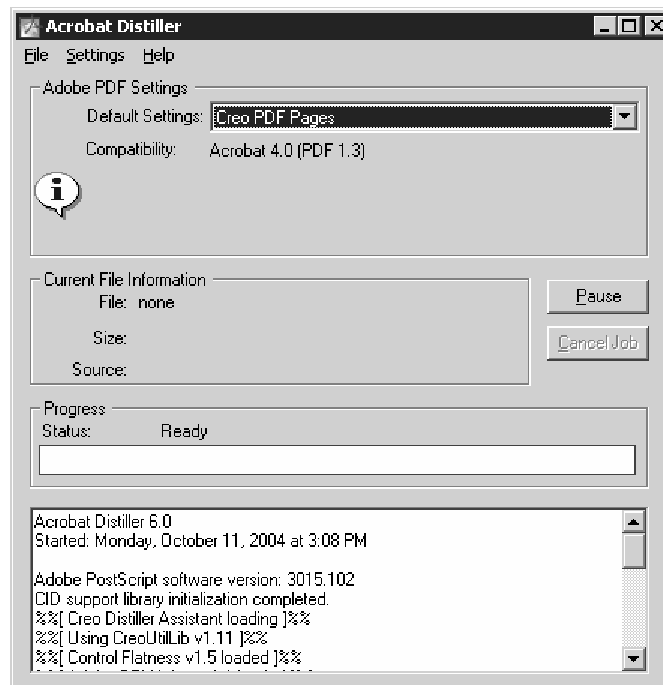 Acrobat Distiller
File Settings Help
Adobe PDF Settings
Default Settings: Creo PDF Pages
Compatibility: Acrobat 4.0 (PDF 1.3)
Current File Information
File: none
Pause
Size:
Cancel Job
Source:
Progress
Status: Ready
Acrobat Distiller 6.0
Started: Monday, October 11, 2004 at 3:08 PM
Adobe PostScript software version: 3015.102
CID support library initialization completed.
%%[ Creo Distiller Assistant loading ]%%
%%[ Using CreoUtilLib v1.11 ]%%
%%[ Control Flatness v1.5 loaded ]%%